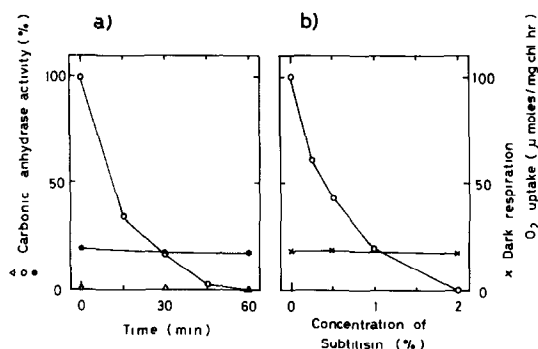 a)
b)
△ ○ ● Carbonic anhydrase activity (%)
100
50
0
0
30
60
Time (min)
0
1
2
Concentration of
Subtilisin (%)
100
50
0
x Dark respiration
O2 uptake (μ moles/mg chl hr)